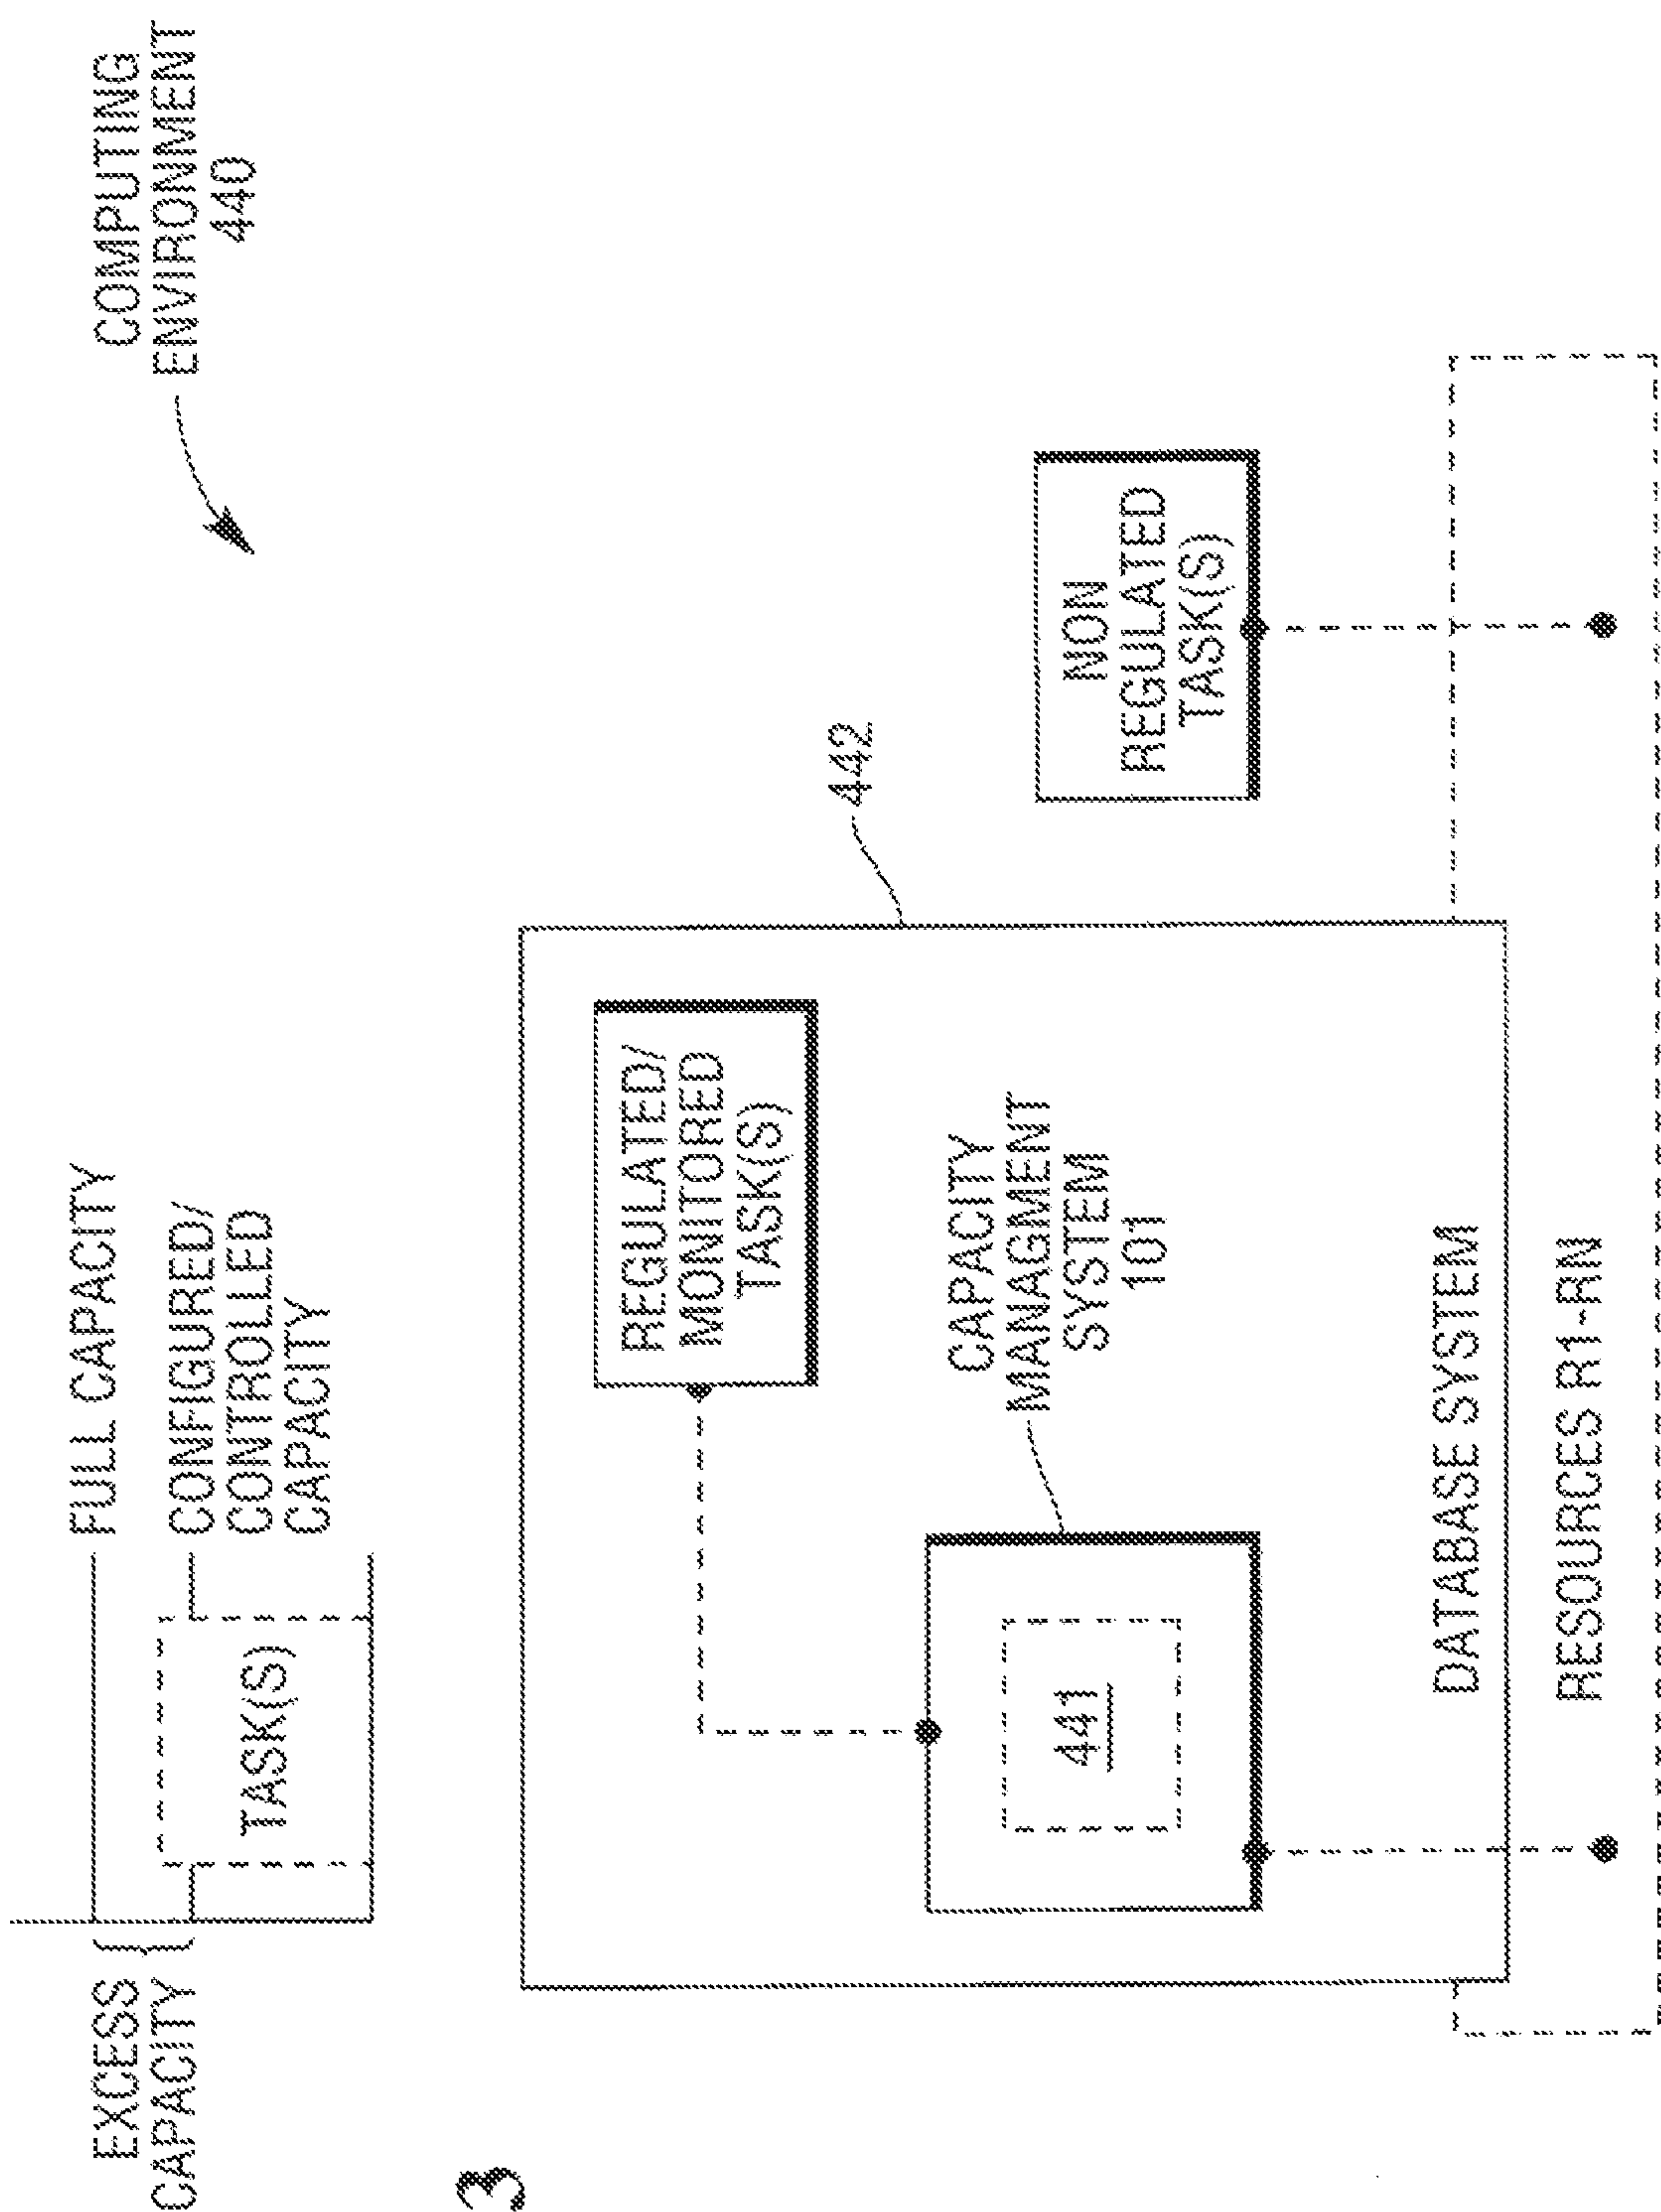 COMPUTING
ENVIRONMENT
440
FULL CAPACITY
CONFIGURED/
CONTROLLED
CAPACITY
TASK(S)
EXCESS
CAPACITY
442
REGULATED/
MONITORED
TASK(S)
NON
REGULATED
TASK(S)
CAPACITY
MANAGMENT
SYSTEM
101
441
DATABASE SYSTEM
RESOURCES R1-RN
3